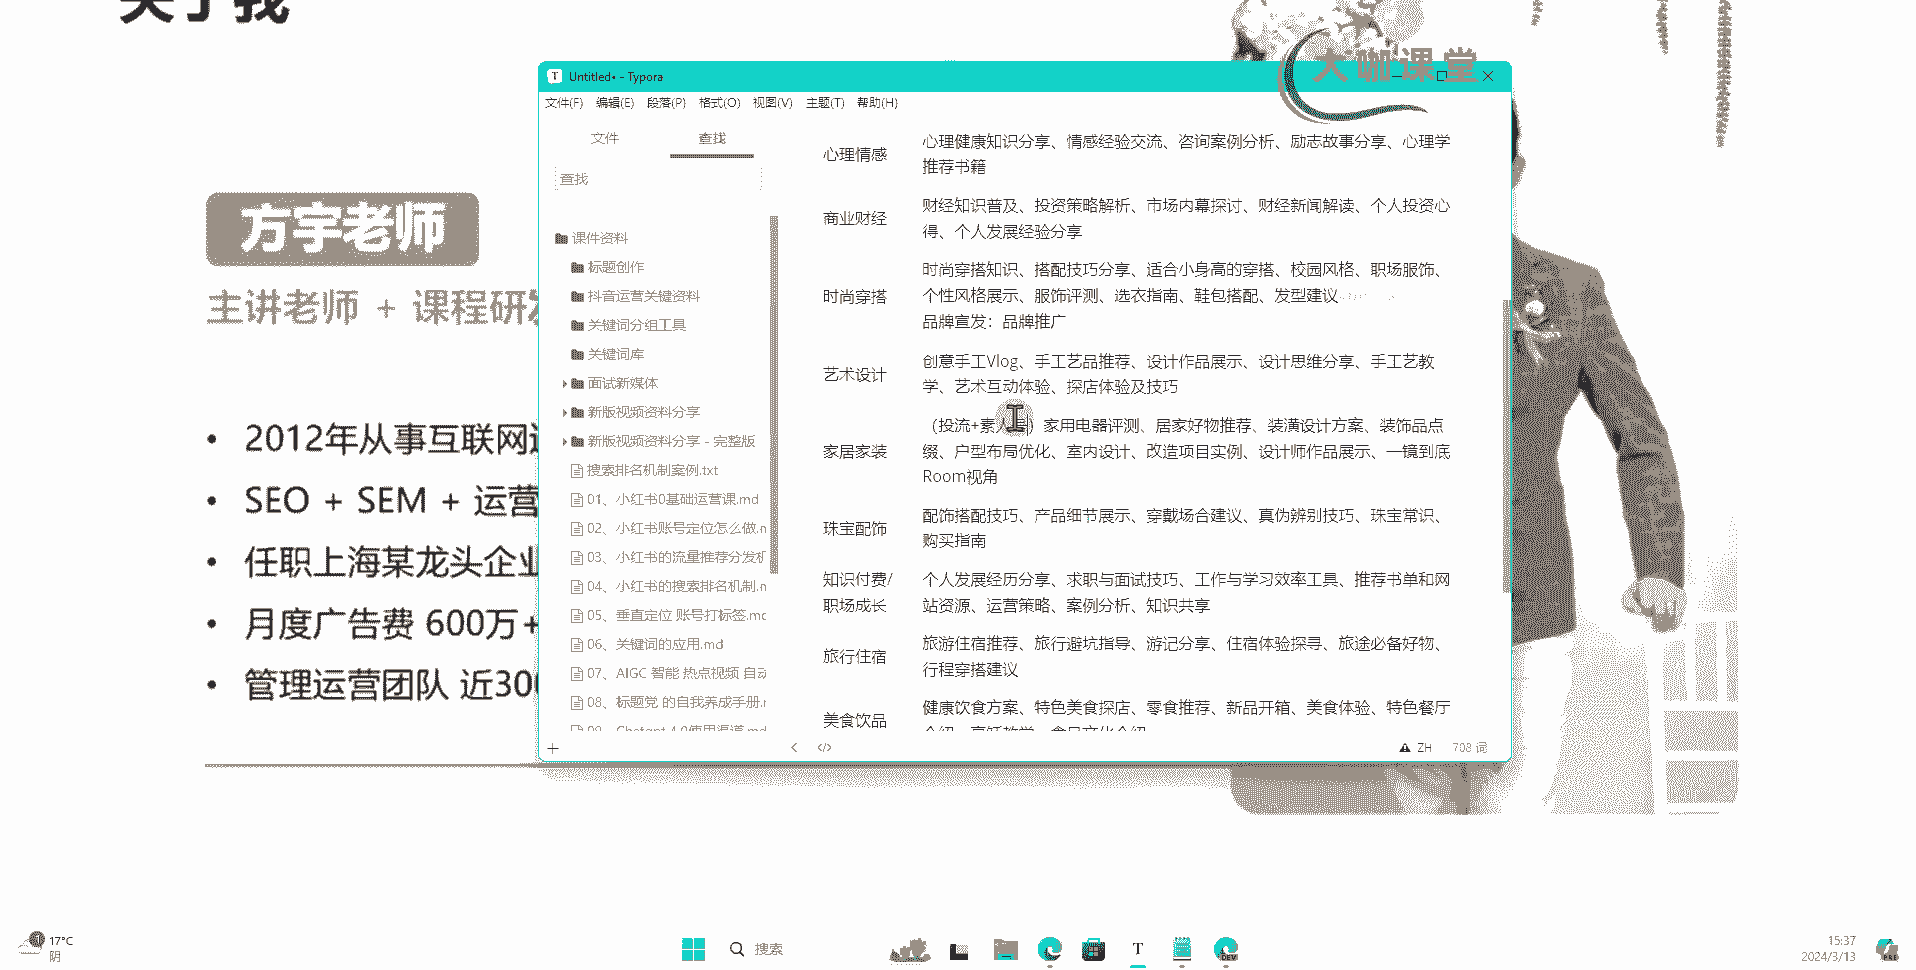 关于我
大咖课堂
方宇老师
主讲老师 + 课程研发
2012年从事互联网
SEO + SEM + 运营
任职上海某龙头企业
月度广告费 600万+
管理运营团队 近300
Untitled• - Typora
文件(F) 编辑(E) 段落(P) 格式(O) 视图(V) 主题(T) 帮助(H)
文件 查找
查找
课件资料
标题创作
抖音运营关键资料
关键词分组工具
关键词库
面试新媒体
新版视频资料分享
新版视频资料分享 - 完整版
搜索排名机制案例.txt
01、小红书0基础运营课.md
02、小红书账号定位怎么做.m
03、小红书的流量推荐分发机
04、小红书的搜索排名机制.m
05、垂直定位 账号打标签.mc
06、关键词的应用.md
07、AIGC 智能 热点视频 自动
08、标题党 的自我养成手册.r
09、Chatgpt 4.0使用渠道.md
心理情感
心理健康知识分享、情感经验交流、咨询案例分析、励志故事分享、心理学
推荐书籍
商业财经
财经知识普及、投资策略解析、市场内幕探讨、财经新闻解读、个人投资心
得、个人发展经验分享
时尚穿搭
时尚穿搭知识、搭配技巧分享、适合小身高的穿搭、校园风格、职场服饰、
个性风格展示、服饰评测、选衣指南、鞋包搭配、发型建议
品牌宣发：品牌推广
艺术设计
创意手工Vlog、手工艺品推荐、设计作品展示、设计思维分享、手工艺教
学、艺术互动体验、探店体验及技巧
家居家装
（投流+素人）家用电器评测、居家好物推荐、装潢设计方案、装饰品点
缀、户型布局优化、室内设计、改造项目实例、设计师作品展示、一镜到底
Room视角
珠宝配饰
配饰搭配技巧、产品细节展示、穿戴场合建议、真伪辨别技巧、珠宝常识、
购买指南
知识付费/
职场成长
个人发展经历分享、求职与面试技巧、工作与学习效率工具、推荐书单和网
站资源、运营策略、案例分析、知识共享
旅行住宿
旅游住宿推荐、旅行避坑指导、游记分享、住宿体验探寻、旅途必备好物、
行程穿搭建议
美食饮品
健康饮食方案、特色美食探店、零食推荐、新品开箱、美食体验、特色餐厅
ZH 708 词
17°C
阴
搜索
15:37
2024/3/13